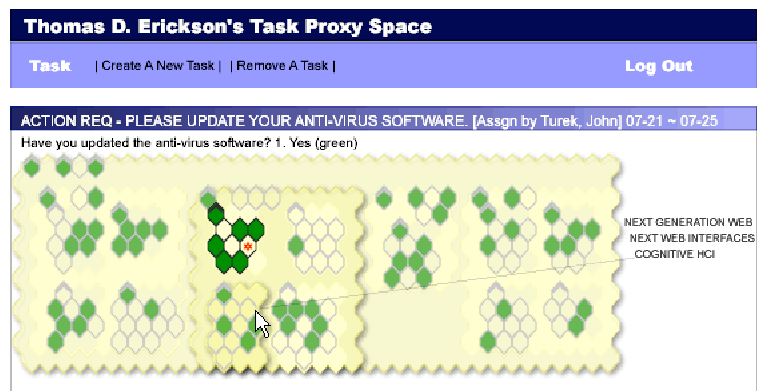 Thomas D. Erickson's Task Proxy Space
Task | Create A New Task | | Remove A Task | Log Out
ACTION REQ - PLEASE UPDATE YOUR ANTI-VIRUS SOFTWARE. [Assgn by Turek, John] 07-21 ~ 07-25
Have you updated the anti-virus software? 1. Yes (green)
NEXT GENERATION WEB
NEXT WEB INTERFACES
COGNITIVE HCI